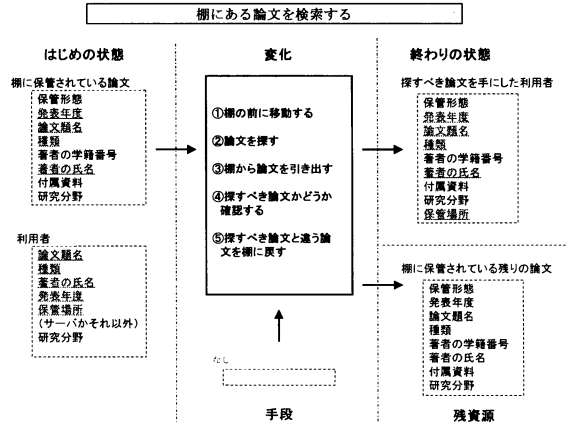 棚にある論文を検索する
はじめの状態
棚に保管されている論文
保管形態
発表年度
論文題名
種類
著者の学籍番号
著者の氏名
付属資料
研究分野
利用者
論文題名
種類
著者の氏名
発表年度
保管場所
(サーバかそれ以外)
研究分野
変化
①棚の前に移動する
②論文を探す
③棚から論文を引き出す
④探すべき論文かどうか
確認する
⑤探すべき論文と違う論
文を棚に戻す
なし
手段
終わりの状態
探すべき論文を手にした利用者
保管形態
発表年度
論文題名
種類
著者の学籍番号
著者の氏名
付属資料
研究分野
保管場所
棚に保管されている残りの論文
保管形態
発表年度
論文題名
種類
著者の学籍番号
著者の氏名
付属資料
研究分野
残資源